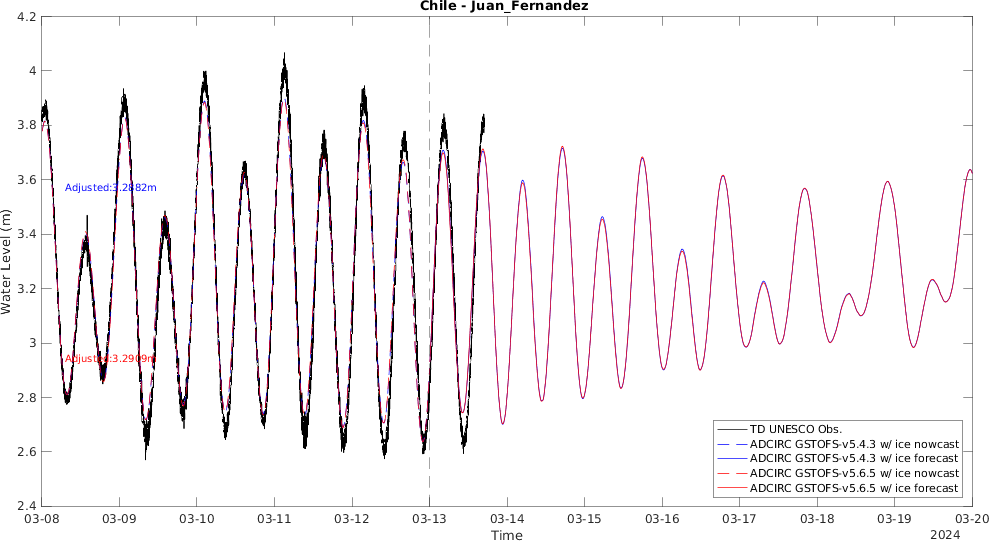 Chile - Juan_Fernandez
4.2
4
3.8
3.6
3.4
3.2
3
2.8
2.6
2.4
Water Level (m)
Adjusted:3.2882m
Adjusted:3.2909m
TD UNESCO Obs.
ADCIRC GSTOFS-v5.4.3 w/ ice nowcast
ADCIRC GSTOFS-v5.4.3 w/ ice forecast
ADCIRC GSTOFS-v5.6.5 w/ ice nowcast
ADCIRC GSTOFS-v5.6.5 w/ ice forecast
03-08 03-09 03-10 03-11 03-12 03-13 03-14 03-15 03-16 03-17 03-18 03-19 03-20
Time
2024